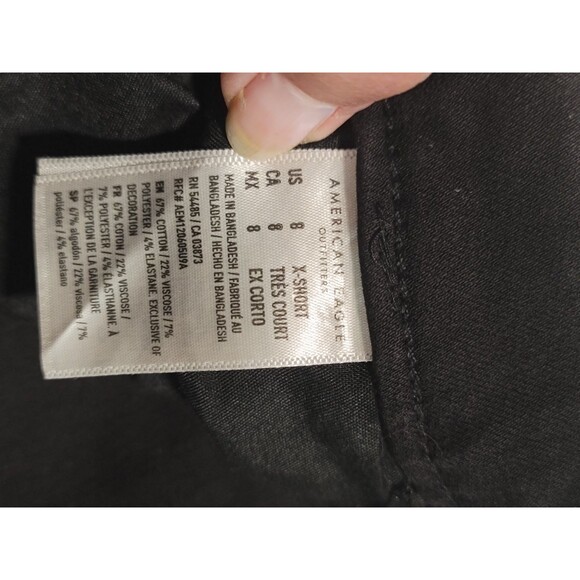 AMERICAN EAGLE
OUTFITTERS
US 8 X-SHORT
CA 8 TRÈS COURT
MX 8 EX CORTO
MADE IN BANGLADESH / FABRIQUÉ AU
BANGLADESH / HECHO EN BANGLADESH
RN 54485 / CA 03873
RFC# AEM120605U9A
EN 67% COTTON / 22% VISCOSE / 7%
POLYESTER / 4% ELASTANE. EXCLUSIVE OF
DECORATION
FR 67% COTON / 22% VISCOSE /
7% POLYESTER / 4% ÉLASTHANNE. À
L'EXCEPTION DE LA GARNITURE
SP 67% algodón / 22% viscosa / 7%
poliéster / 4% elastano